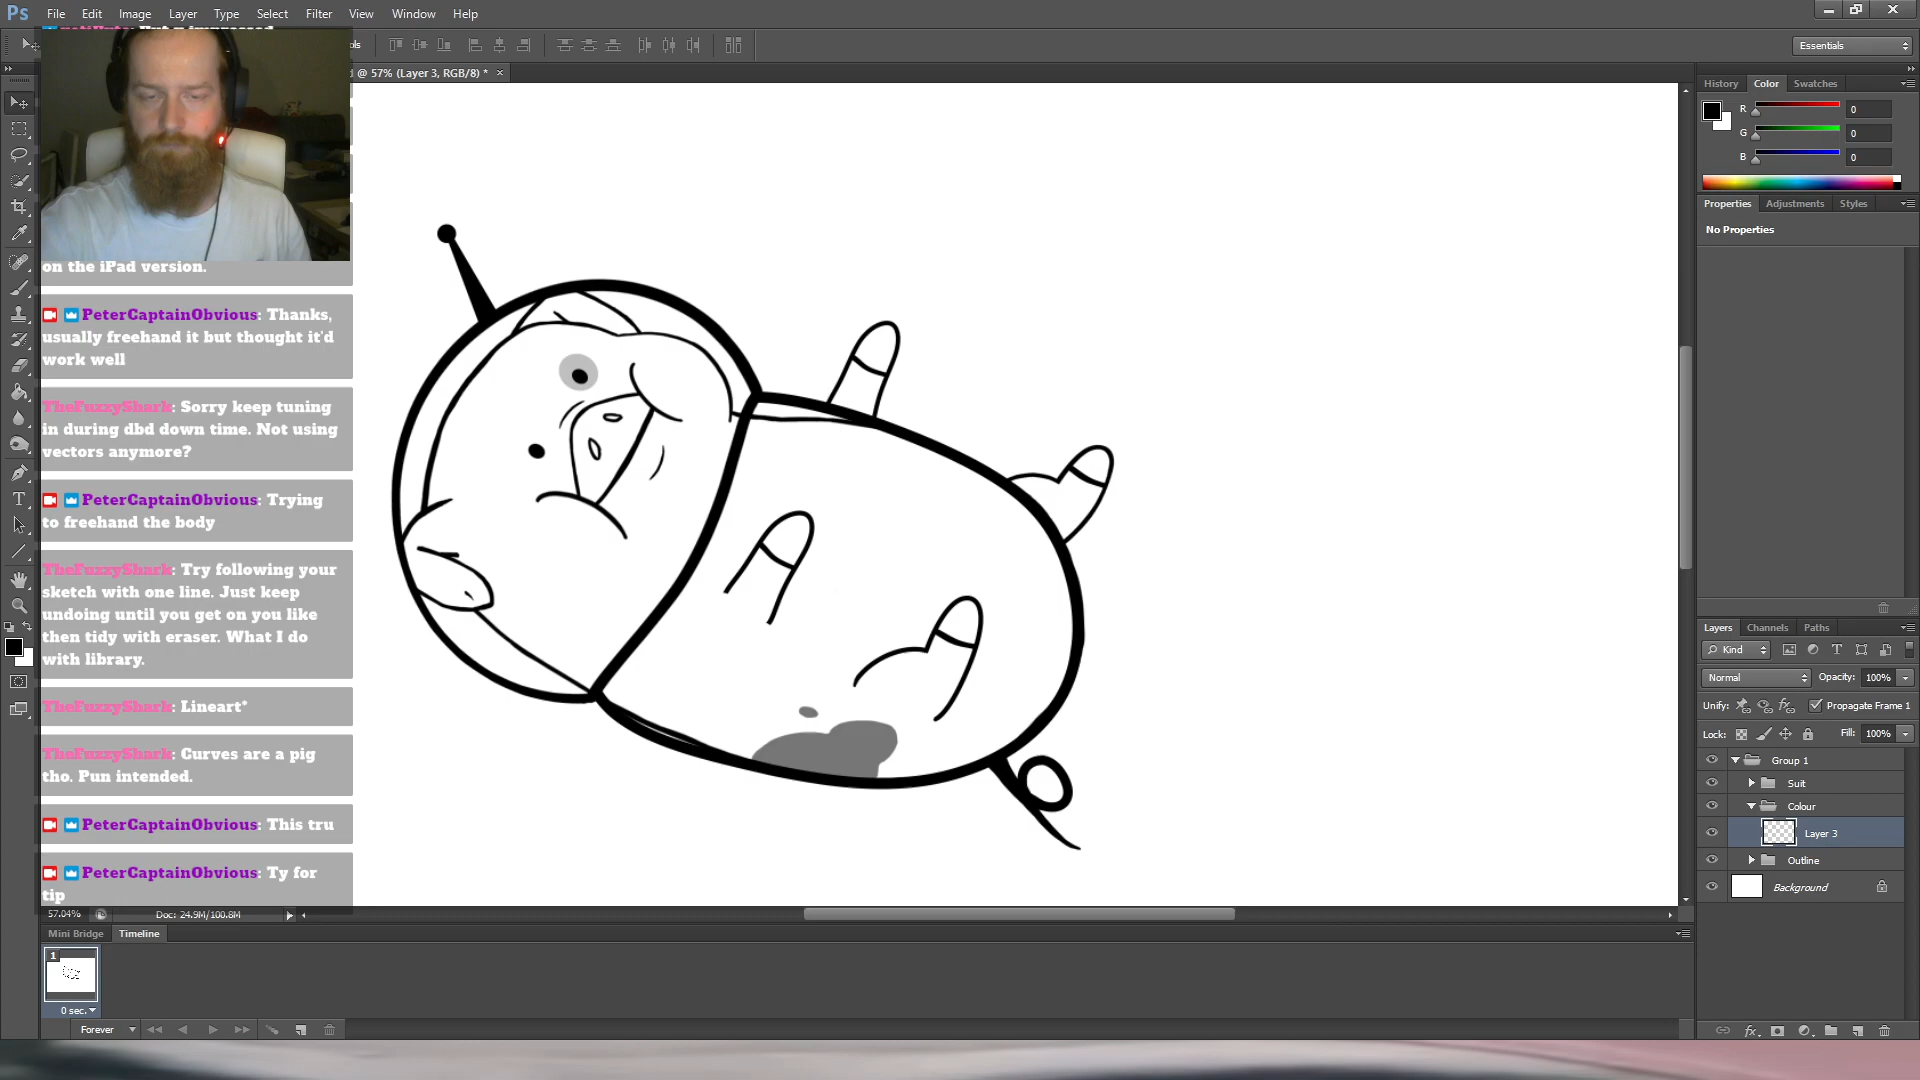 Ps File Edit Image Layer Type Select Filter View Window Help
Essentials
@ 57% (Layer 3, RGB/8) * ×
History Color Swatches
R 0
G 0
B 0
Properties Adjustments Styles
No Properties
on the iPad version.
PeterCaptainObvious: Thanks,
usually freehand it but thought it'd
work well
TheFuzzyShark: Sorry keep tuning
in during dbd down time. Not using
vectors anymore?
PeterCaptainObvious: Trying
to freehand the body
TheFuzzyShark: Try following your
sketch with one line. Just keep
undoing until you get on you like
then tidy with eraser. What I do
with library.
TheFuzzyShark: Lineart*
TheFuzzyShark: Curves are a pig
tho. Pun intended.
PeterCaptainObvious: This tru
PeterCaptainObvious: Ty for
tip
Layers Channels Paths
Kind
Normal Opacity: 100%
Unify: Propagate Frame 1
Lock: Fill: 100%
Group 1
Suit
Colour
Layer 3
Outline
Background
57.04% Doc: 24.9M/100.8M
Mini Bridge Timeline
1
0 sec.
Forever